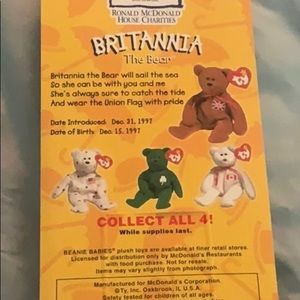 RONALD McDONALD
HOUSE CHARITIES
BRITANNIA
The Bear
Britannia the Bear will sail the sea
So she can be with you and me
She's always sure to catch the tide
And wear the Union Flag with pride
Date Introduced: Dec. 31, 1997
Date of Birth: Dec. 15, 1997
COLLECT ALL 4!
While supplies last.
BEANIE BABIES® plush toys are available at finer retail stores.
Licensed for distribution only by McDonald's Restaurants
with food purchase. Not for resale.
Items may vary slightly from photograph.
Manufactured for McDonald's Corporation.
©Ty, Inc. Oakbrook, IL U.S.A.
Safety tested for children of all ages.